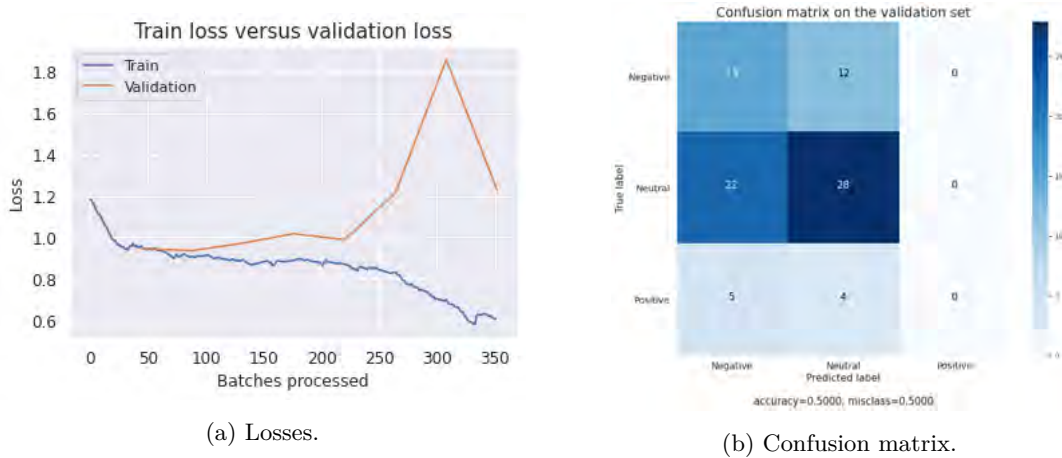 Train loss versus validation loss
Train
Validation
1.8
1.6
1.4
1.2
1.0
0.8
0.6
Loss
0 50 100 150 200 250 300 350
Batches processed
(a) Losses.
Confusion matrix on the validation set
True label
Negative 12 0
Neutral 22 28 0
Positive 5 4 0
Negative Neutral Positive
Predicted label
accuracy=0.5000, misclass=0.5000
(b) Confusion matrix.